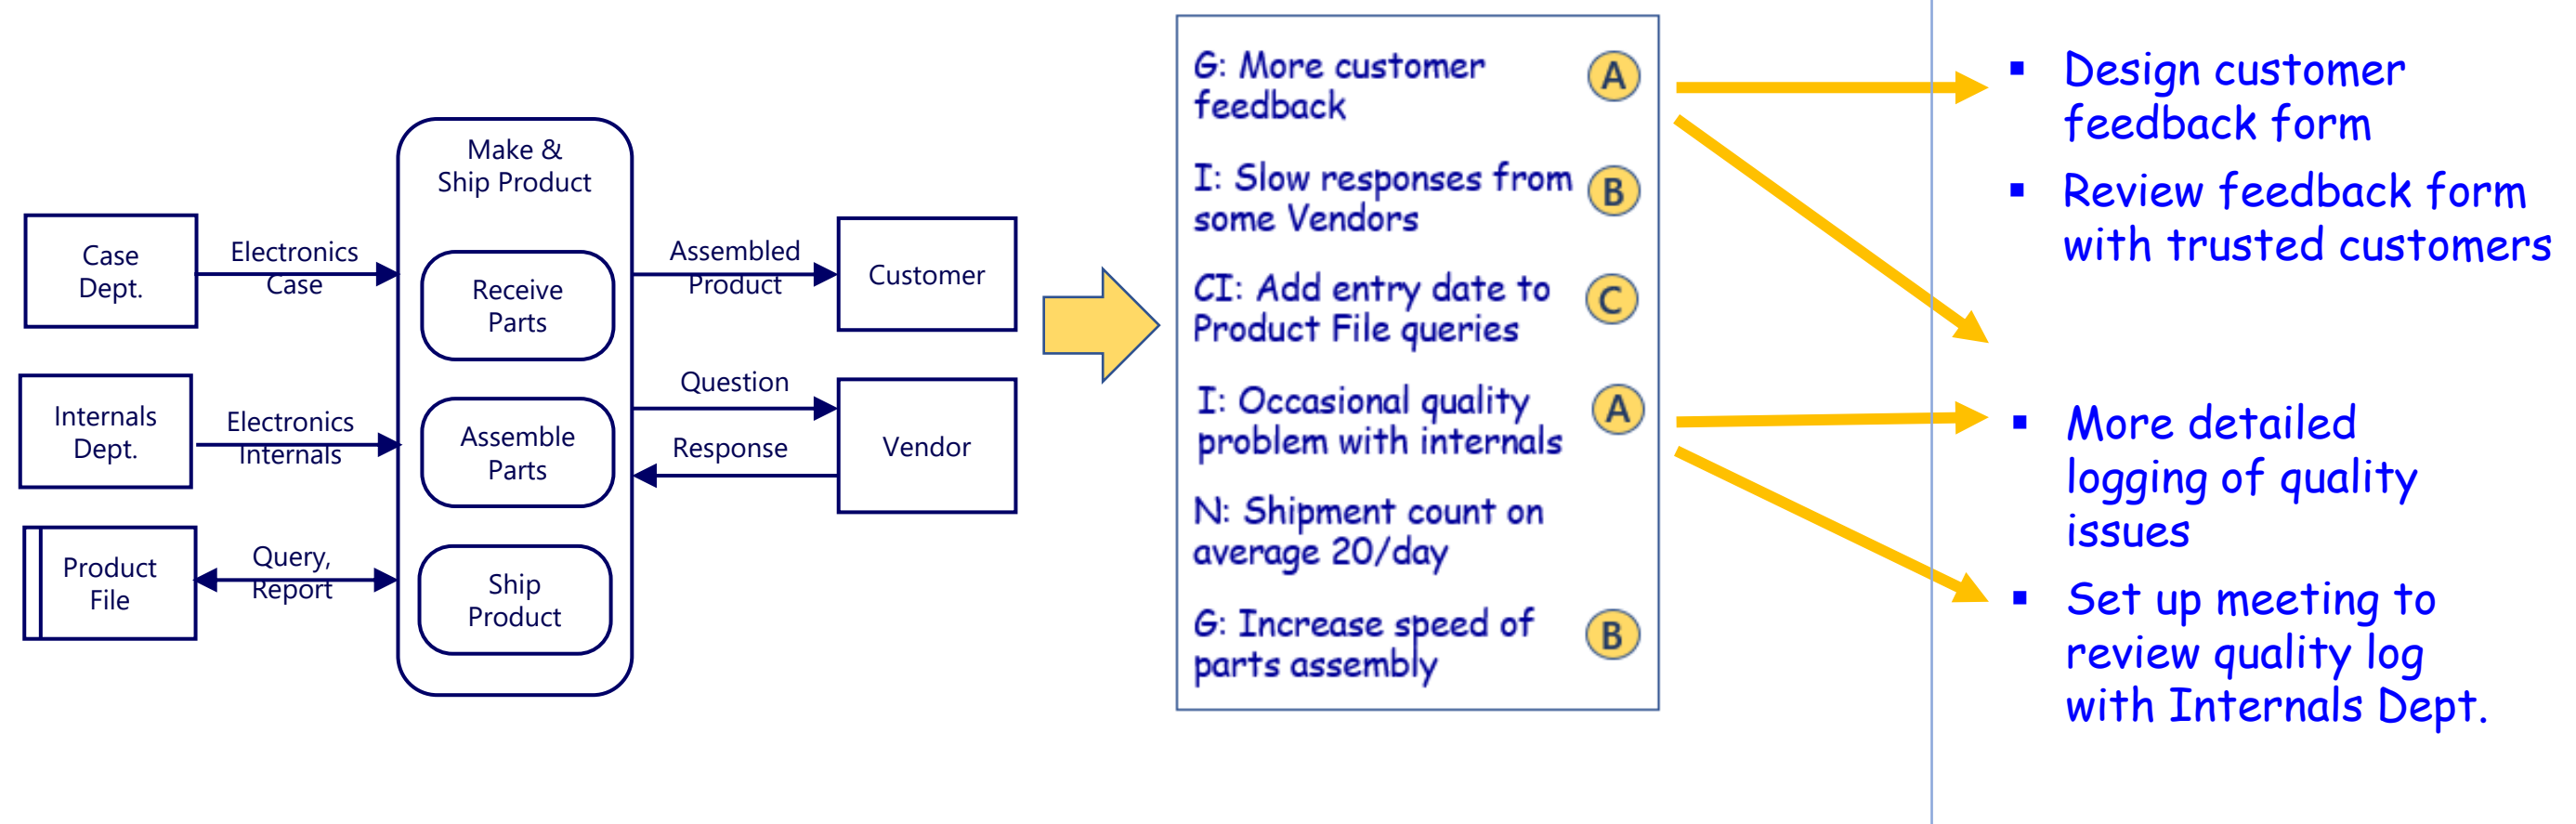 Make &
Ship Product
Case
Dept.
Electronics
Case
Receive
Parts
Assembled
Product
Customer
Internals
Dept.
Electronics
Internals
Assemble
Parts
Question
Response
Vendor
Product
File
Query,
Report
Ship
Product
G: More customer
feedback
A
I: Slow responses from
some Vendors
B
CI: Add entry date to
Product File queries
C
I: Occasional quality
problem with internals
A
N: Shipment count on
average 20/day
G: Increase speed of
parts assembly
B
▪ Design customer
feedback form
▪ Review feedback form
with trusted customers
▪ More detailed
logging of quality
issues
▪ Set up meeting to
review quality log
with Internals Dept.